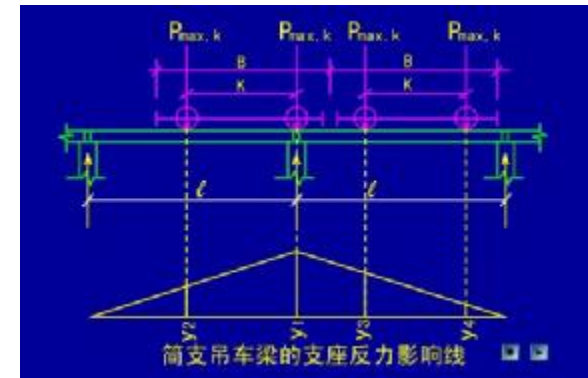 Pmax,k Pmax,k Pmax,k Pmax,k
B B
K K
l l
y2 y1 y3 y4
简支吊车梁的支座反力影响线